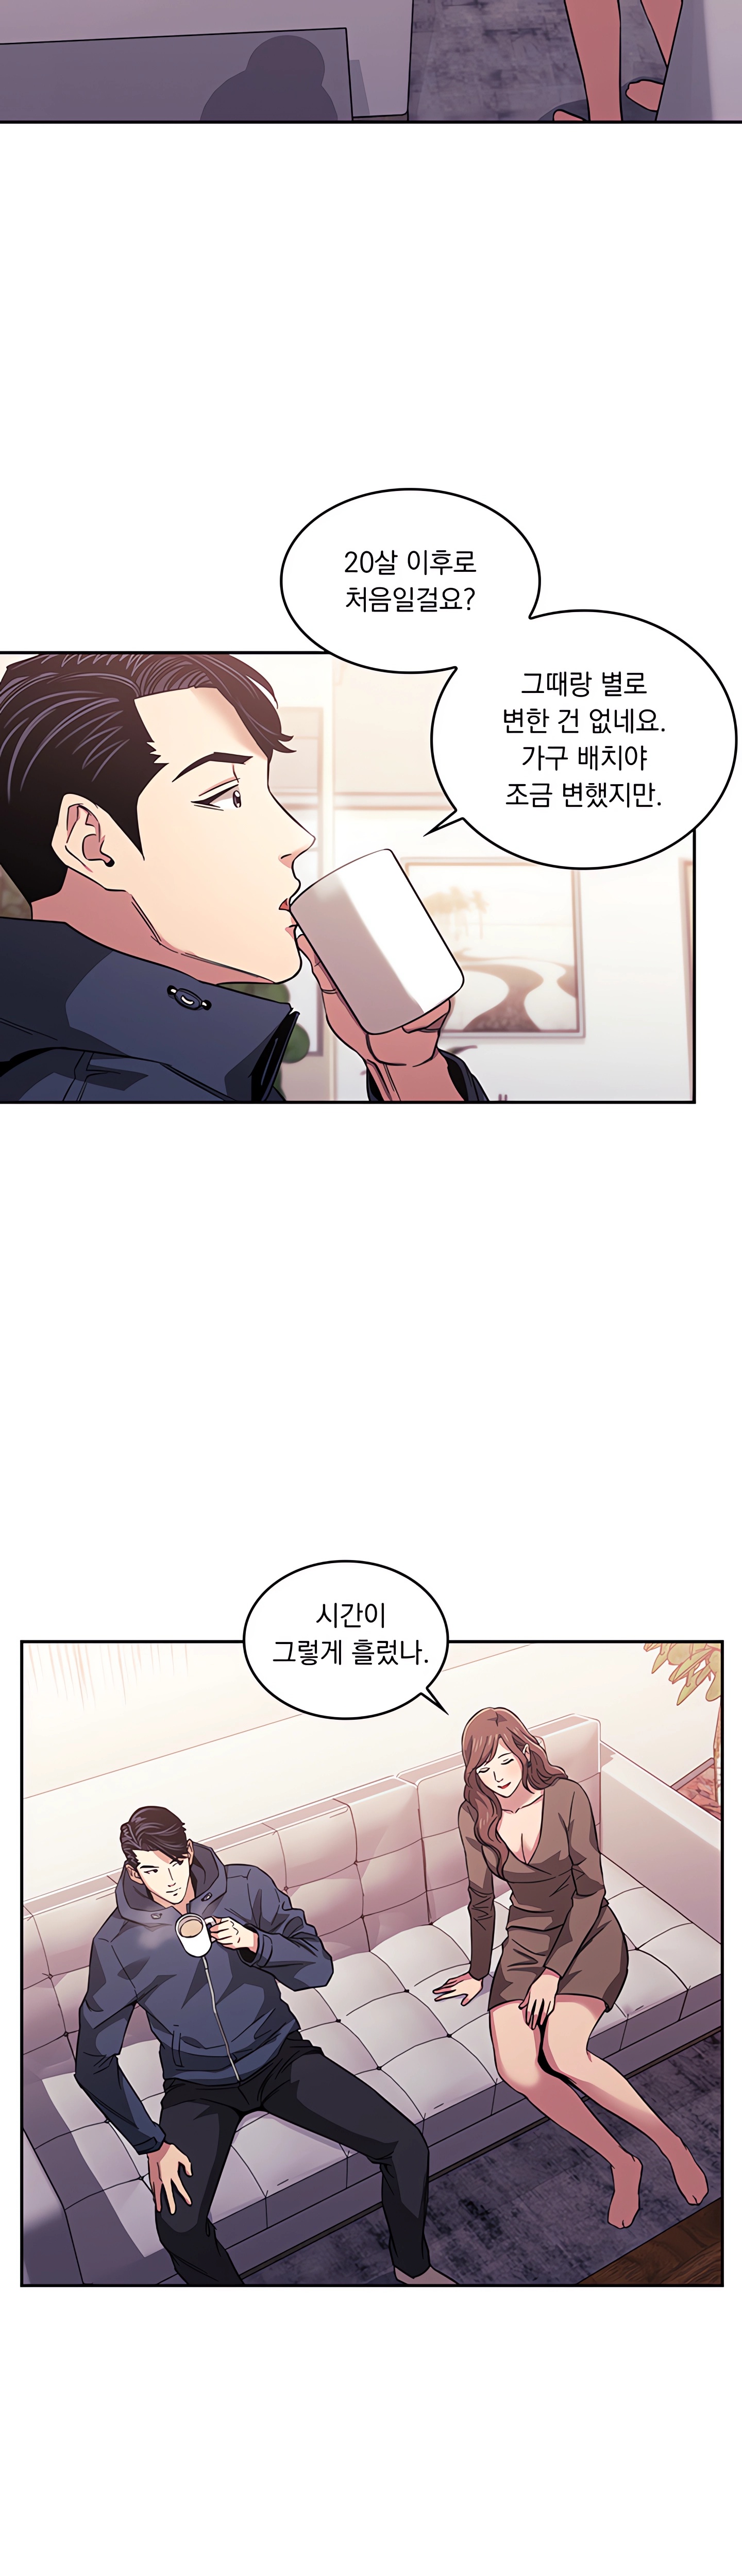 20살 이후로
처음일걸요?
그때랑 별로
변한 건 없네요.
가구 배치야
조금 변했지만.
시간이
그렇게 흘렀나.